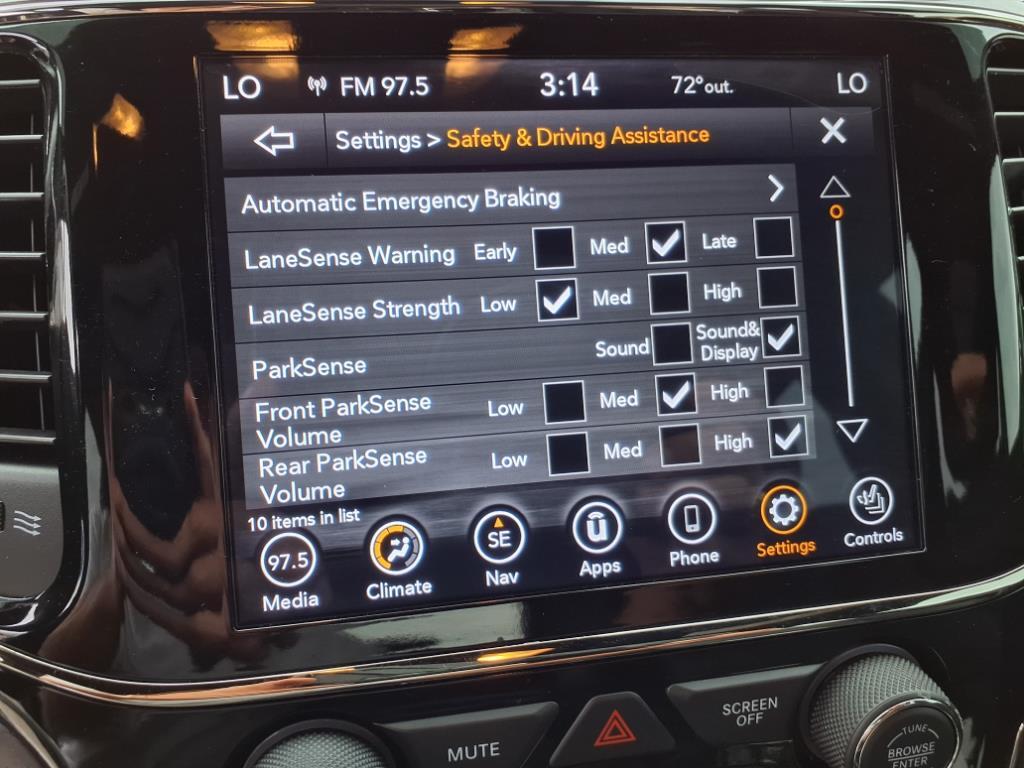 LO FM 97.5 3:14 72°out. LO
Settings > Safety & Driving Assistance
Automatic Emergency Braking
LaneSense Warning Early Med Late
LaneSense Strength Low Med High
ParkSense Sound Sound& Display
Front ParkSense Volume Low Med High
Rear ParkSense Volume Low Med High
10 items in list
97.5 SE
Media Climate Nav Apps Phone Settings Controls
MUTE
SCREEN OFF
TUNE
BROWSE
ENTER